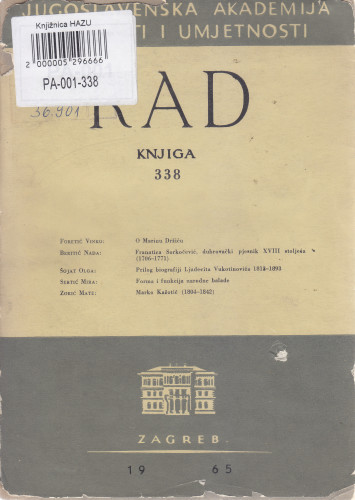 JUGOSLAVENSKA AKADEMIJA
TI I UMJETNOSTI
Knjižnica HAZU
2 000005 296666
PA-001-338
36.901
RAD
KNJIGA
338
FORETIĆ VINKO: O Marinu Držiću
BERITIĆ NADA: Franatica Sorkočević, dubrovački pjesnik XVIII stoljeća
(1706–1771)
ŠOJAT OLGA: Prilog biografiji Ljudevita Vukotinovića 1813–1893
SERTIĆ MIRA: Forma i funkcija narodne balade
ZORIĆ MATE: Marko Kažotić (1804–1842)
ZAGREB
19 65